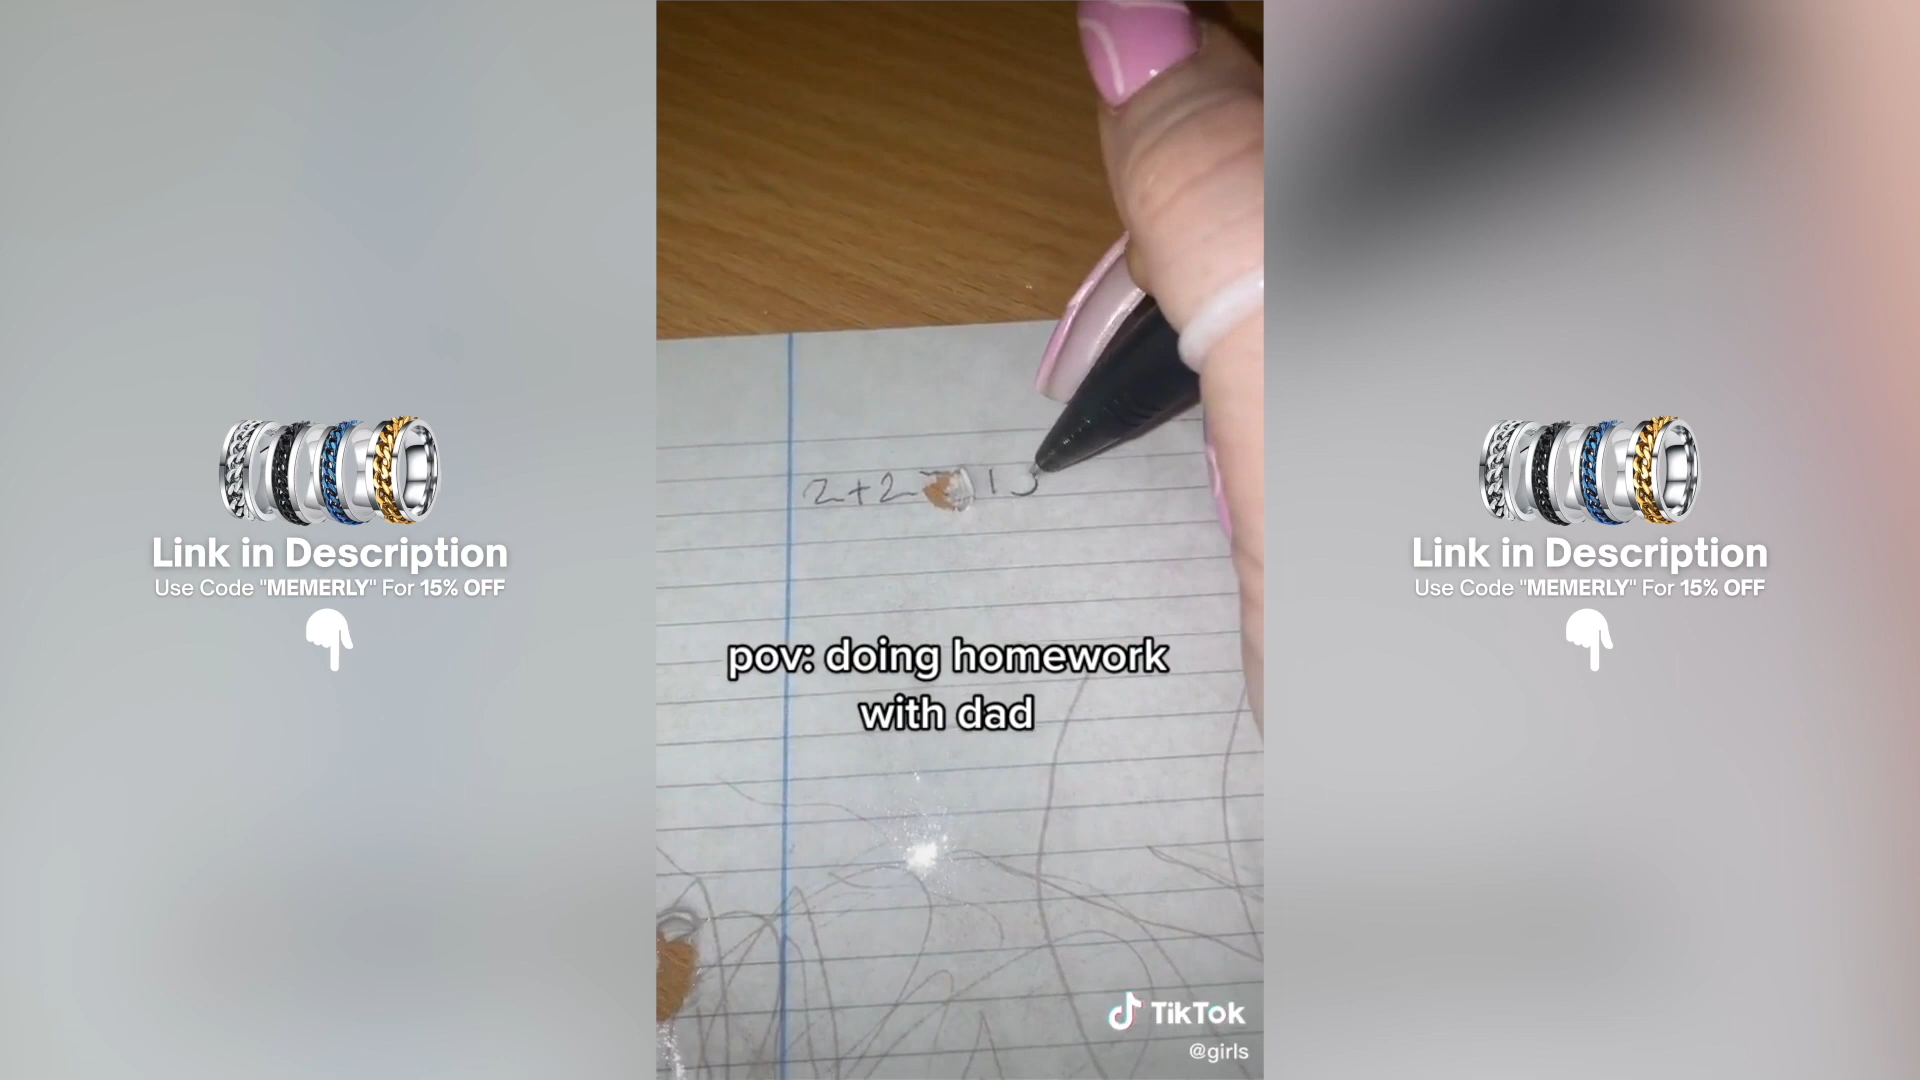 Link in Description
Use Code "MEMERLY" For 15% OFF
2+2
pov: doing homework
with dad
TikTok
@girls
Link in Description
Use Code "MEMERLY" For 15% OFF